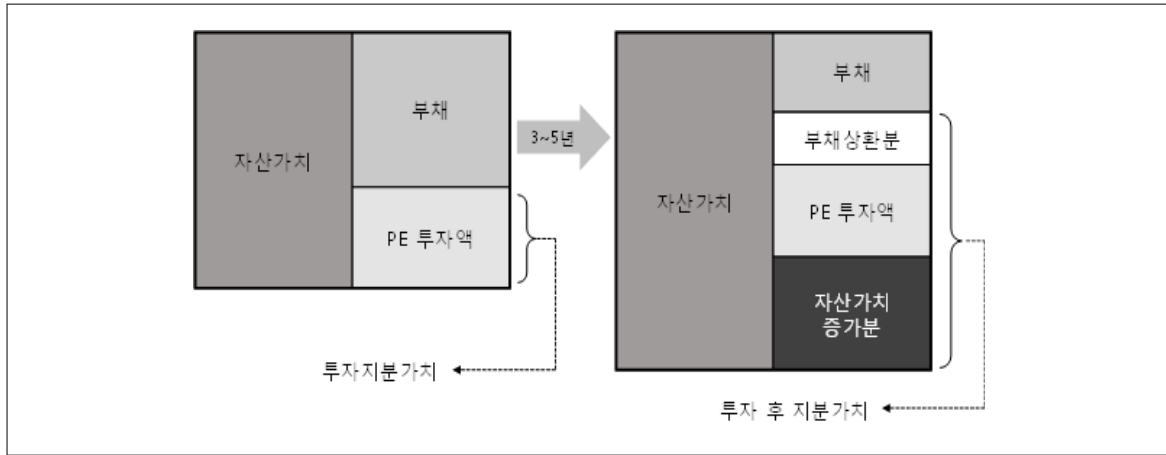 자산가치
부채
PE 투자액
투자지분가치
3~5년
자산가치
부채
부채상환분
PE 투자액
자산가치
증가분
투자 후 지분가치